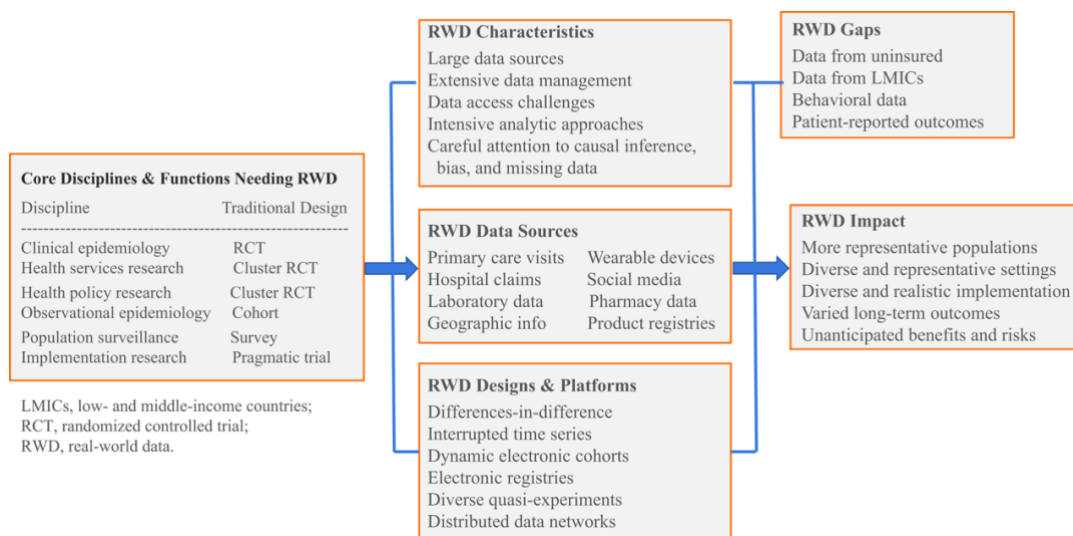 Core Disciplines & Functions Needing RWD
Discipline Traditional Design
Clinical epidemiology RCT
Health services research Cluster RCT
Health policy research Cluster RCT
Observational epidemiology Cohort
Population surveillance Survey
Implementation research Pragmatic trial
LMICs, low- and middle-income countries;
RCT, randomized controlled trial;
RWD, real-world data.
RWD Characteristics
Large data sources
Extensive data management
Data access challenges
Intensive analytic approaches
Careful attention to causal inference,
bias, and missing data
RWD Data Sources
Primary care visits Wearable devices
Hospital claims Social media
Laboratory data Pharmacy data
Geographic info Product registries
RWD Designs & Platforms
Differences-in-difference
Interrupted time series
Dynamic electronic cohorts
Electronic registries
Diverse quasi-experiments
Distributed data networks
RWD Gaps
Data from uninsured
Data from LMICs
Behavioral data
Patient-reported outcomes
RWD Impact
More representative populations
Diverse and representative settings
Diverse and realistic implementation
Varied long-term outcomes
Unanticipated benefits and risks